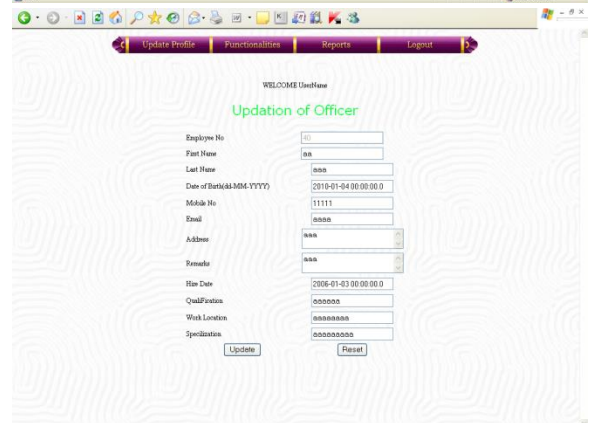 Update Profile Functionalities Reports Logout
WELCOME UserName
Updation of Officer
Employee No 40
First Name aa
Last Name aaa
Date of Birth(dd-MM-YYYY) 2010-01-04 00:00:00.0
Mobile No 11111
Email aaaa
Address aaa
Remarks aaa
Hire Date 2006-01-03 00:00:00.0
QualiFication aaaaaa
Work Location aaaaaaaa
Specilization aaaaaaaaa
Update Reset